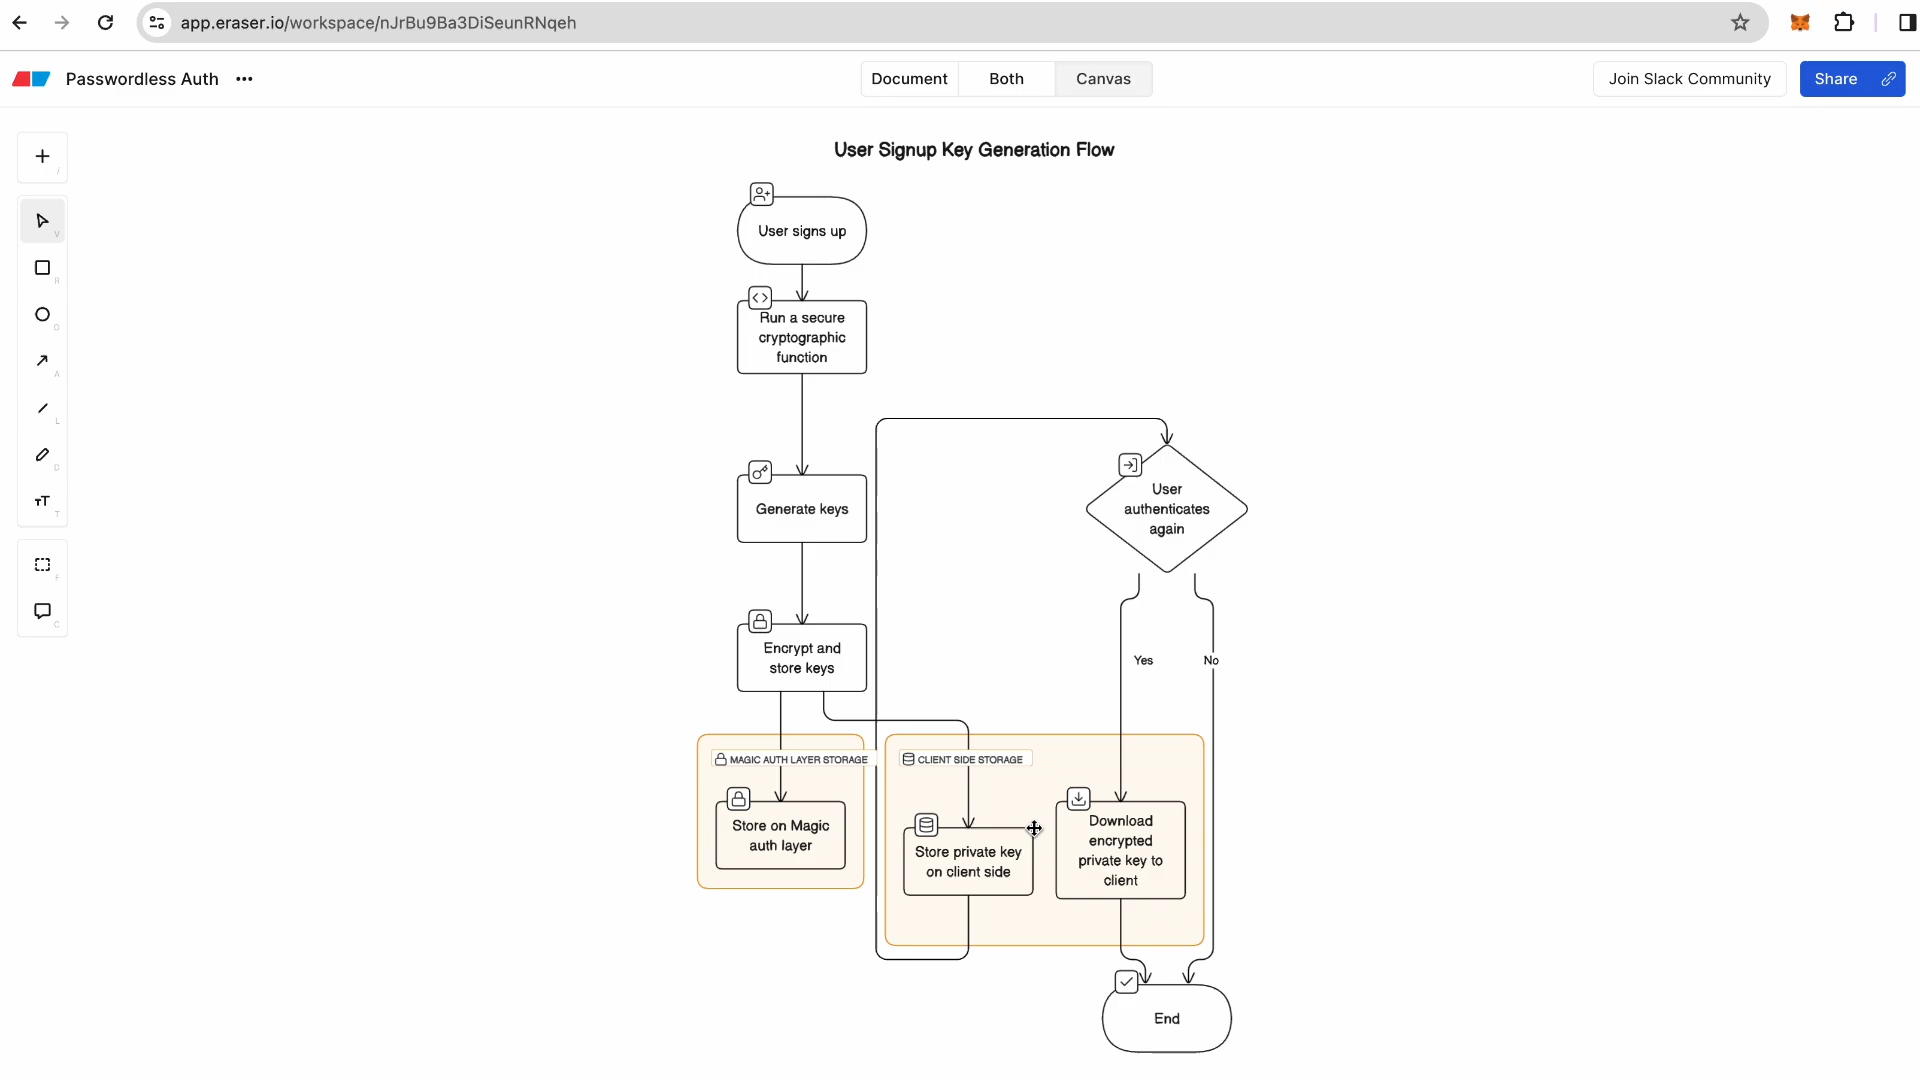 app.eraser.io/workspace/nJrBu9Ba3DiSeunRNqeh
Passwordless Auth
Document
Both
Canvas
Join Slack Community
Share
User Signup Key Generation Flow
/
V
R
O
A
L
D
T
F
C
User signs up
Run a secure
cryptographic
function
Generate keys
User
authenticates
again
Encrypt and
store keys
Yes
No
MAGIC AUTH LAYER STORAGE
CLIENT SIDE STORAGE
Store on Magic
auth layer
Store private key
on client side
Download
encrypted
private key to
client
End